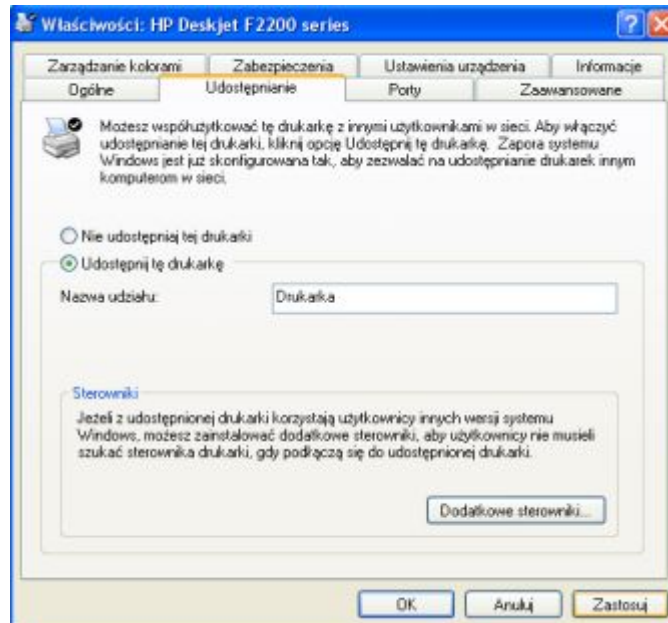 Właściwości: HP Deskjet F2200 series
Zarządzanie kolorami Zabezpieczenia Ustawienia urządzenia Informacje
Ogólne Udostępnianie Porty Zaawansowane
Możesz współużytkować tę drukarkę z innymi użytkownikami w sieci. Aby włączyć
udostępnianie tej drukarki, kliknij opcję Udostępnij tę drukarkę. Zapora systemu
Windows jest już skonfigurowana tak, aby zezwalać na udostępnianie drukarek innym
komputerom w sieci.
Nie udostępniaj tej drukarki
Udostępnij tę drukarkę
Nazwa udziału: Drukarka
Sterowniki
Jeżeli z udostępnionej drukarki korzystają użytkownicy innych wersji systemu
Windows, możesz zainstalować dodatkowe sterowniki, aby użytkownicy nie musieli
szukać sterownika drukarki, gdy podłączą się do udostępnionej drukarki.
Dodatkowe sterowniki...
OK Anuluj Zastosuj